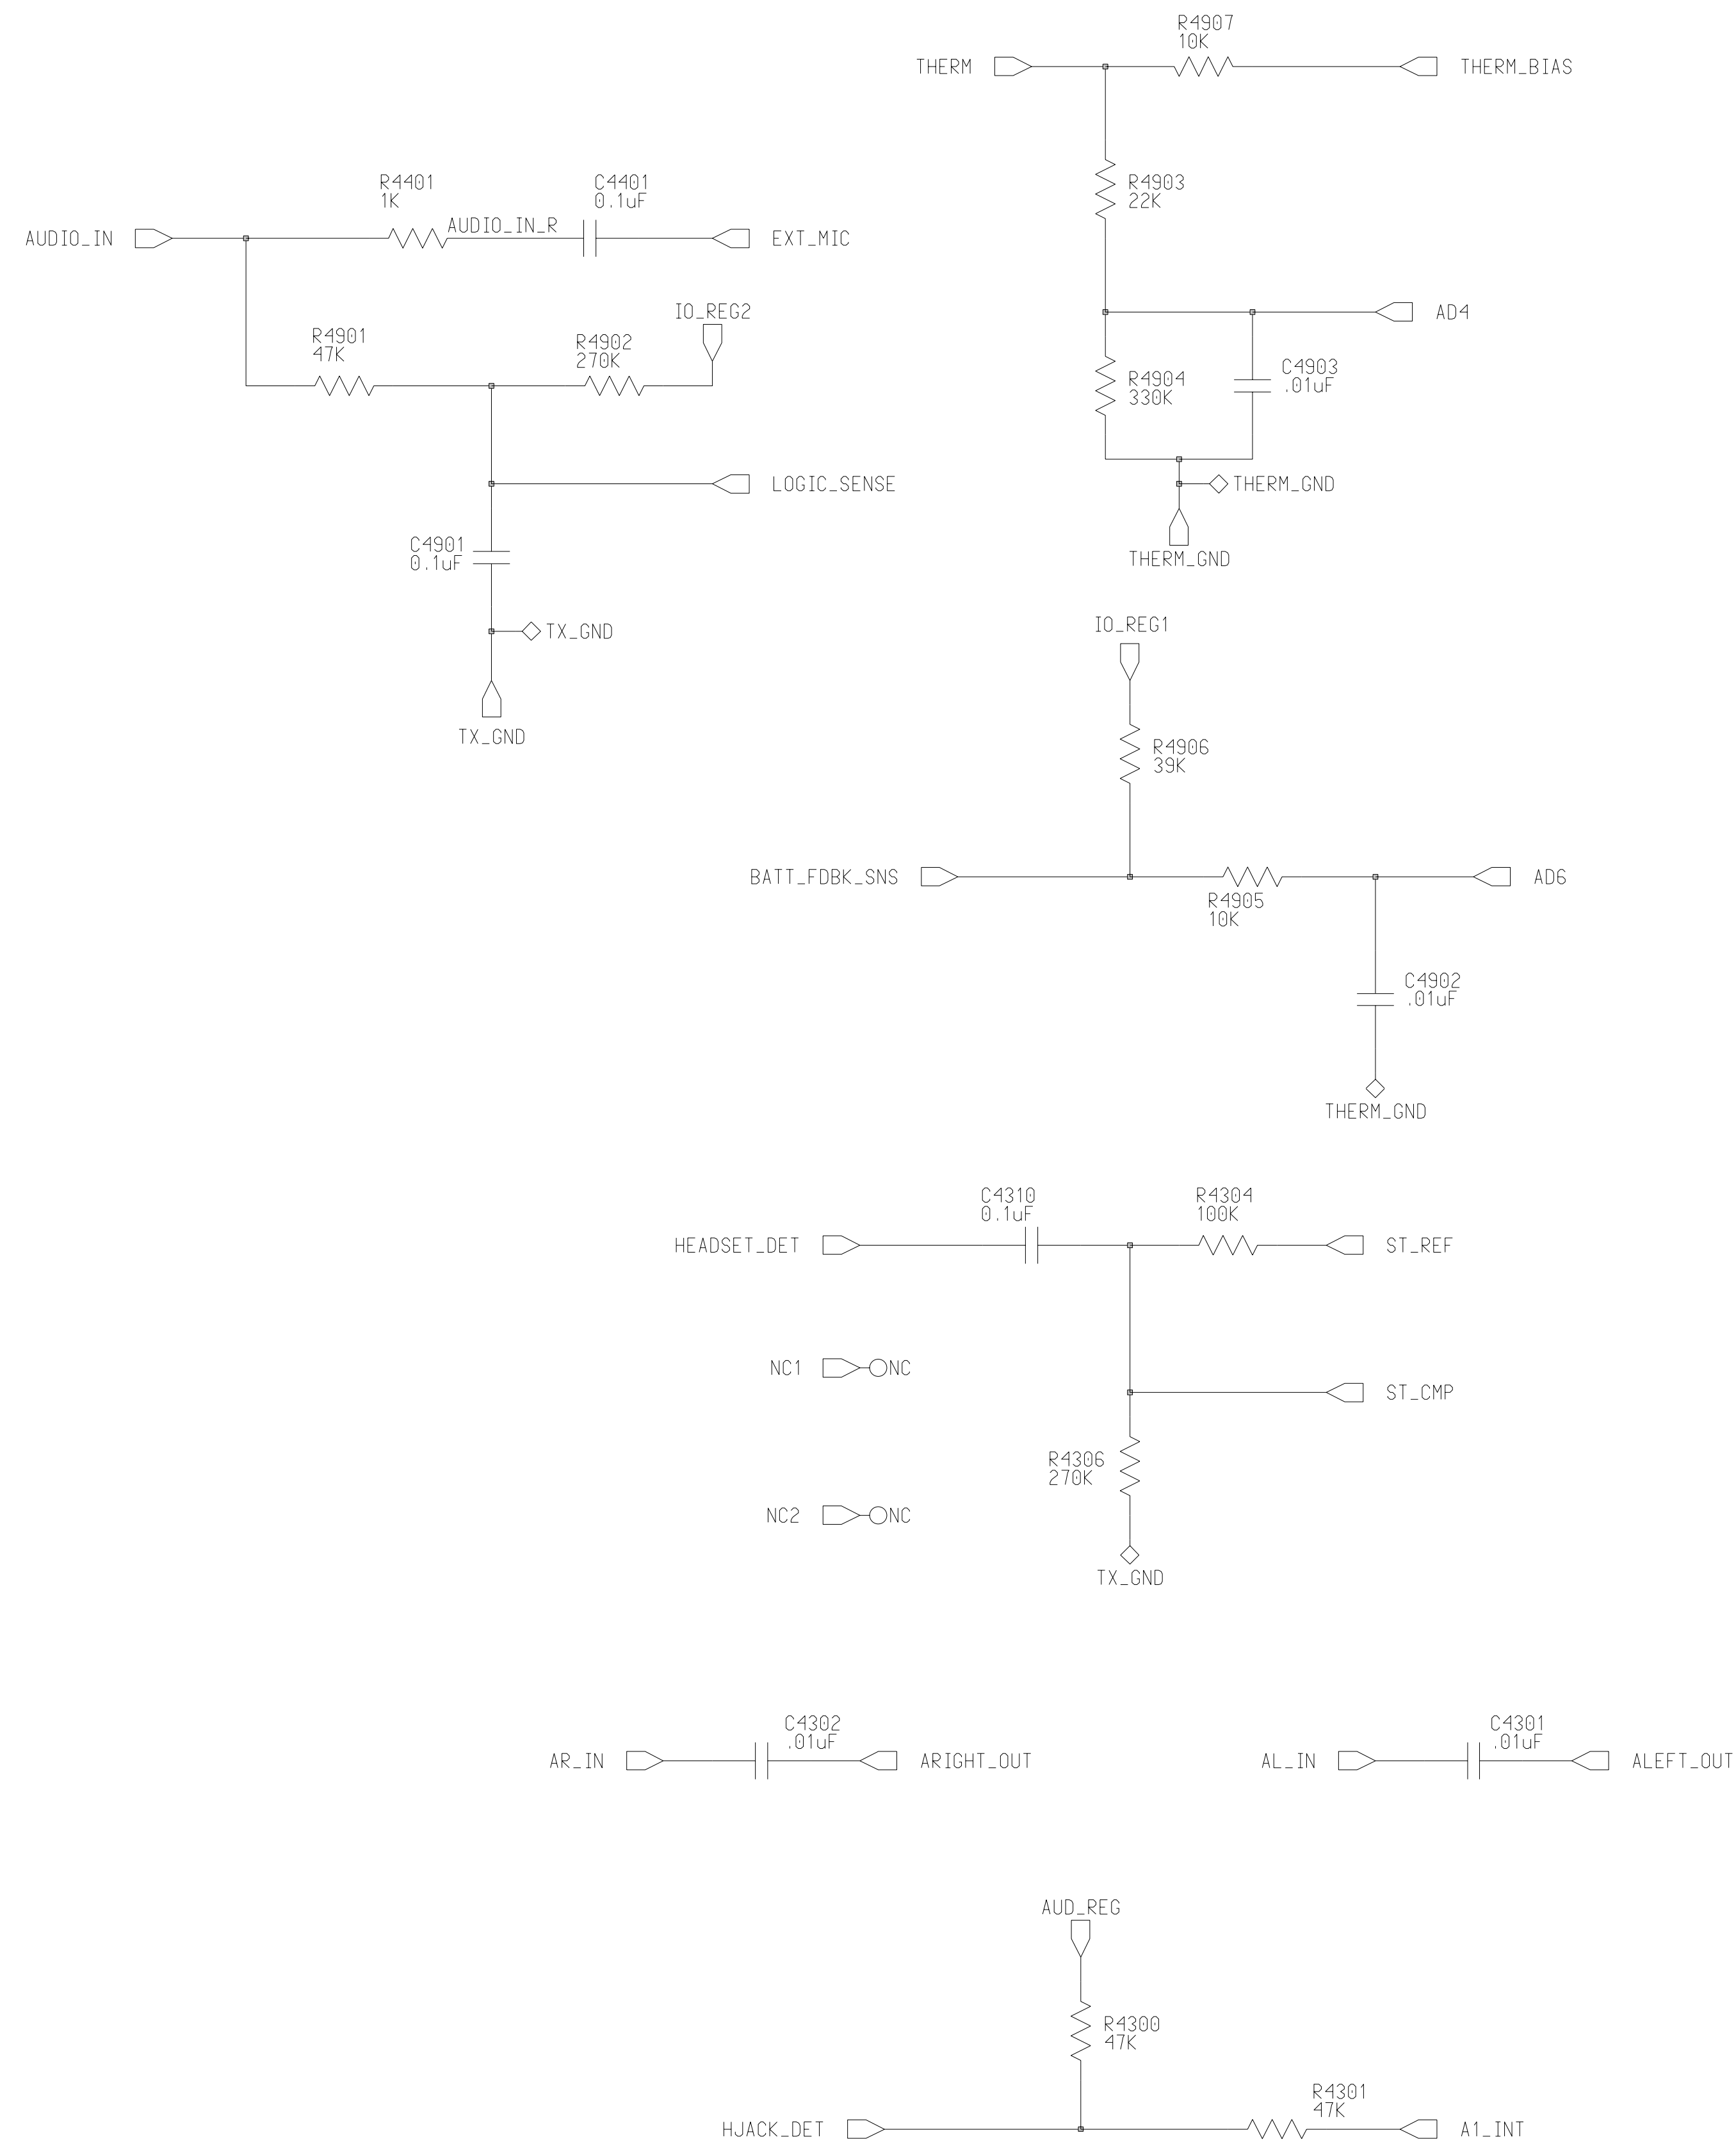 R4907
10K
THERM
THERM_BIAS
R4401
1K
C4401
0.1uF
R4903
22K
AUDIO_IN_R
AUDIO_IN
EXT_MIC
IO_REG2
AD4
R4901
47K
R4902
270K
C4903
.01uF
R4904
330K
LOGIC_SENSE
THERM_GND
C4901
0.1uF
THERM_GND
TX_GND
IO_REG1
TX_GND
R4906
39K
BATT_FDBK_SNS
AD6
R4905
10K
C4902
.01uF
THERM_GND
C4310
0.1uF
R4304
100K
HEADSET_DET
ST_REF
NC1
NC
ST_CMP
R4306
270K
NC2
NC
TX_GND
C4302
.01uF
C4301
.01uF
AR_IN
ARIGHT_OUT
AL_IN
ALEFT_OUT
AUD_REG
R4300
47K
R4301
47K
HJACK_DET
A1_INT